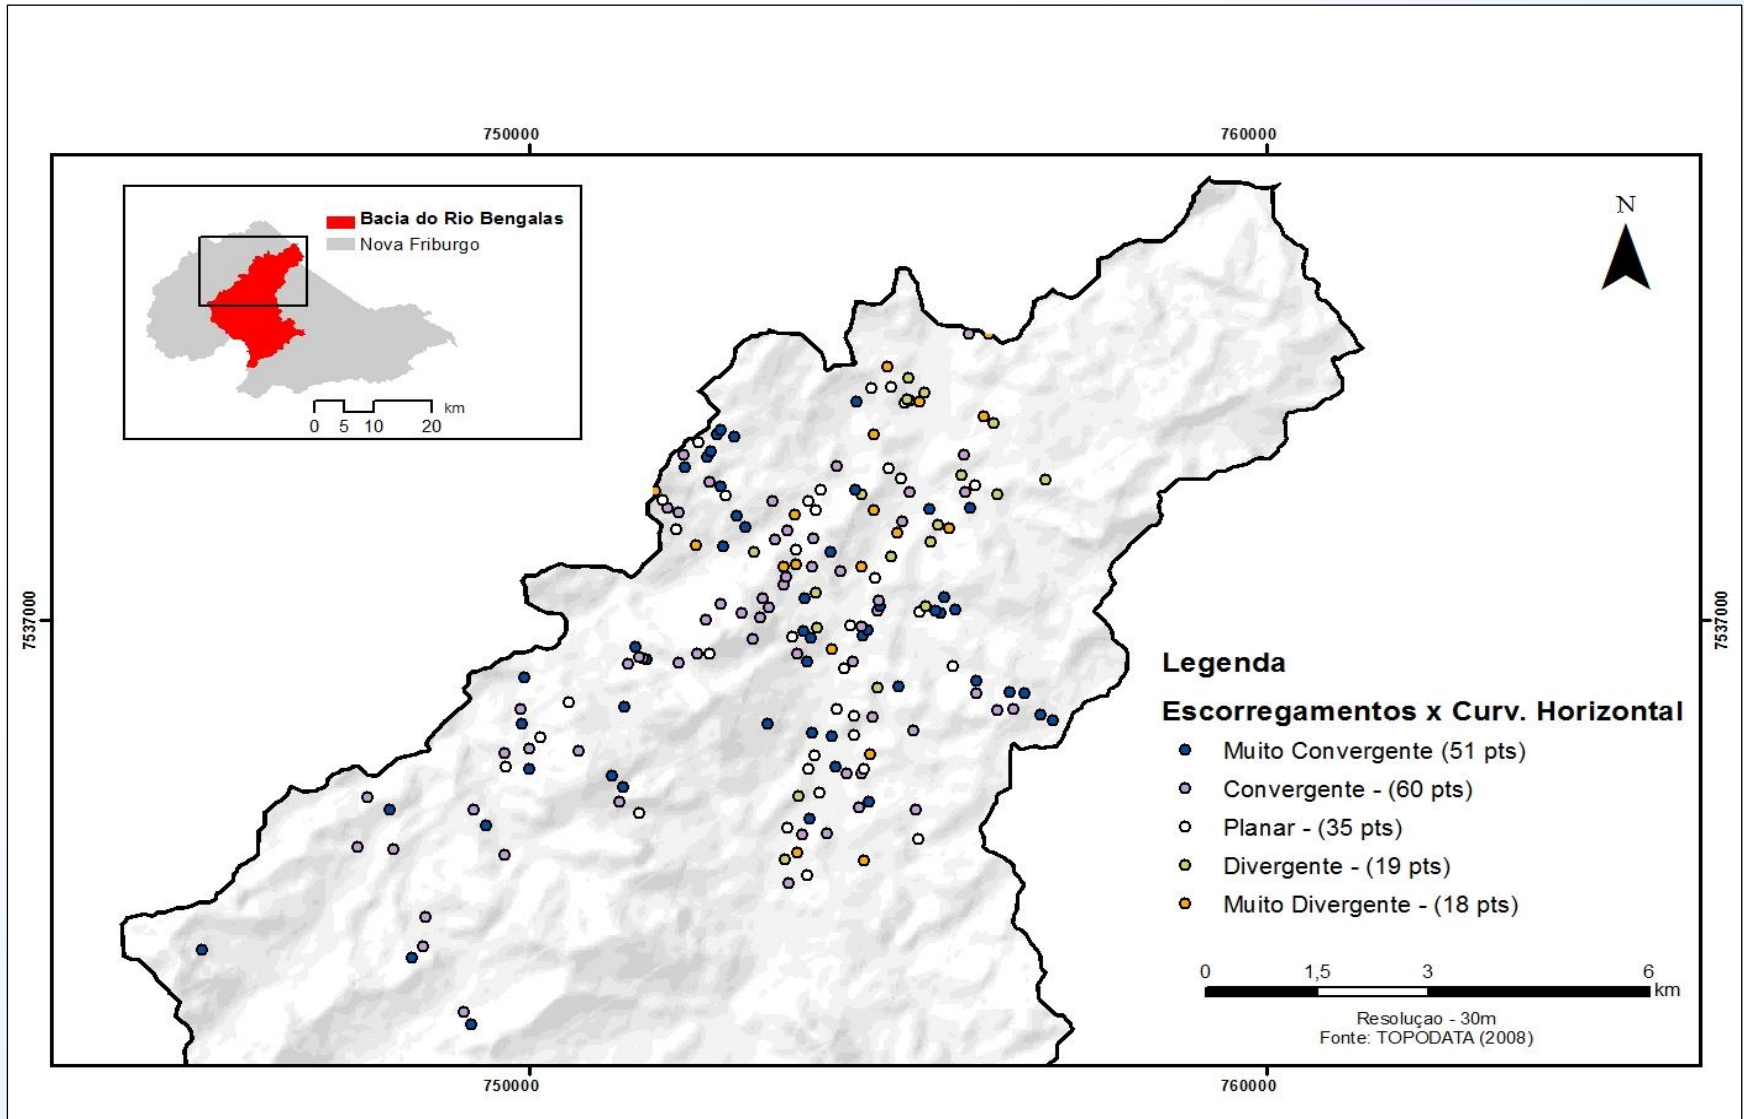 750000
760000
Bacia do Rio Bengalas
Nova Friburgo
km
0 5 10 20
N
7537000
7537000
Legenda
Escorregamentos x Curv. Horizontal
Muito Convergente (51 pts)
Convergente - (60 pts)
Planar - (35 pts)
Divergente - (19 pts)
Muito Divergente - (18 pts)
0 1,5 3 6
km
Resoluçao - 30m
Fonte: TOPODATA (2008)
750000
760000